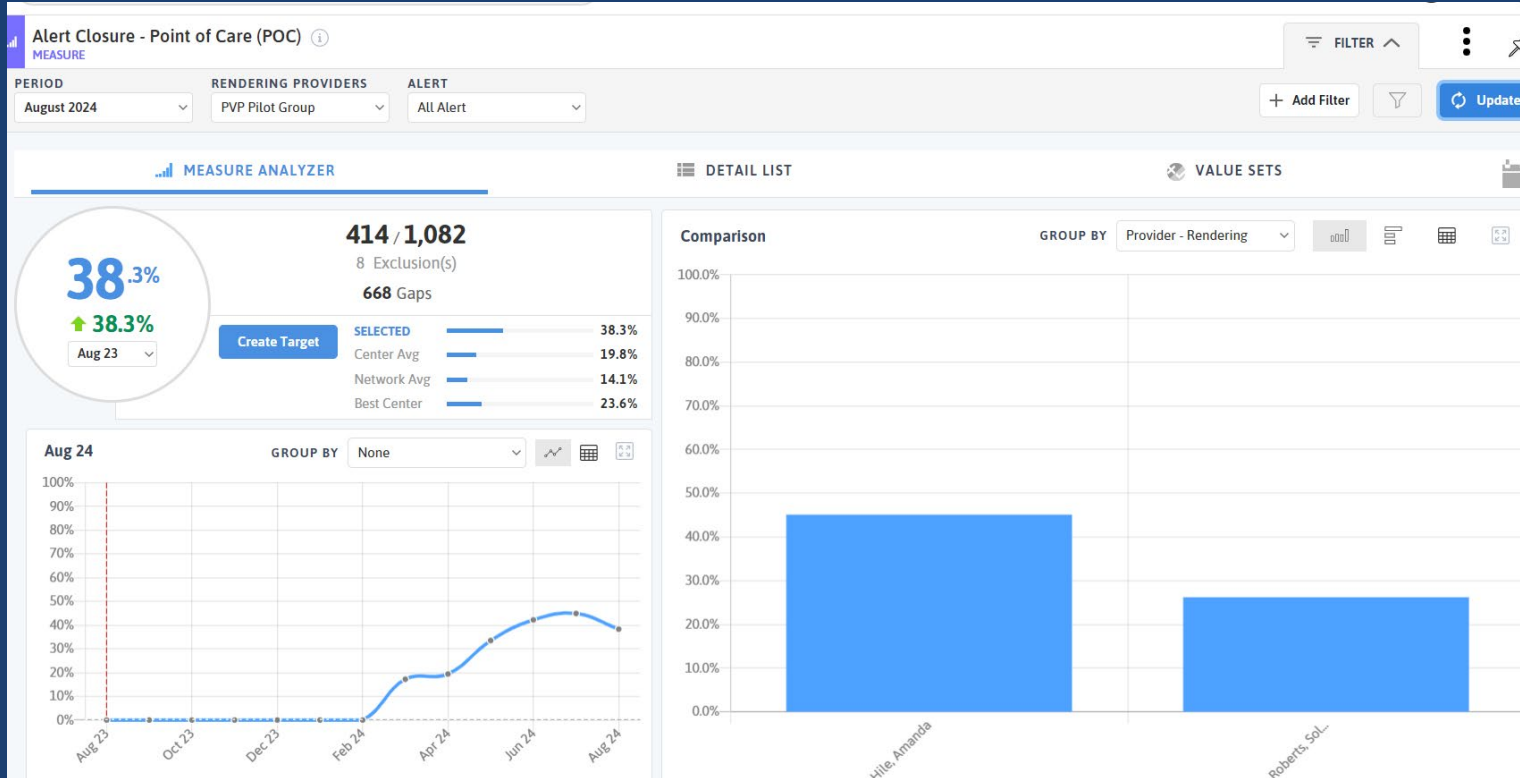 Alert Closure - Point of Care (POC)
MEASURE
FILTER
PERIOD
RENDERING PROVIDERS
ALERT
August 2024
PVP Pilot Group
All Alert
+ Add Filter
Update
MEASURE ANALYZER
DETAIL LIST
VALUE SETS
38.3%
38.3%
Aug 23
414 / 1,082
8 Exclusion(s)
668 Gaps
Create Target
SELECTED 38.3%
Center Avg 19.8%
Network Avg 14.1%
Best Center 23.6%
Aug 24
GROUP BY None
100%
90%
80%
70%
60%
50%
40%
30%
20%
10%
0%
Aug 23
Oct 23
Dec 23
Feb 24
Apr 24
Jun 24
Aug 24
Comparison
GROUP BY Provider - Rendering
100.0%
90.0%
80.0%
70.0%
60.0%
50.0%
40.0%
30.0%
20.0%
10.0%
0.0%
Hile, Amanda
Roberts, Sol...